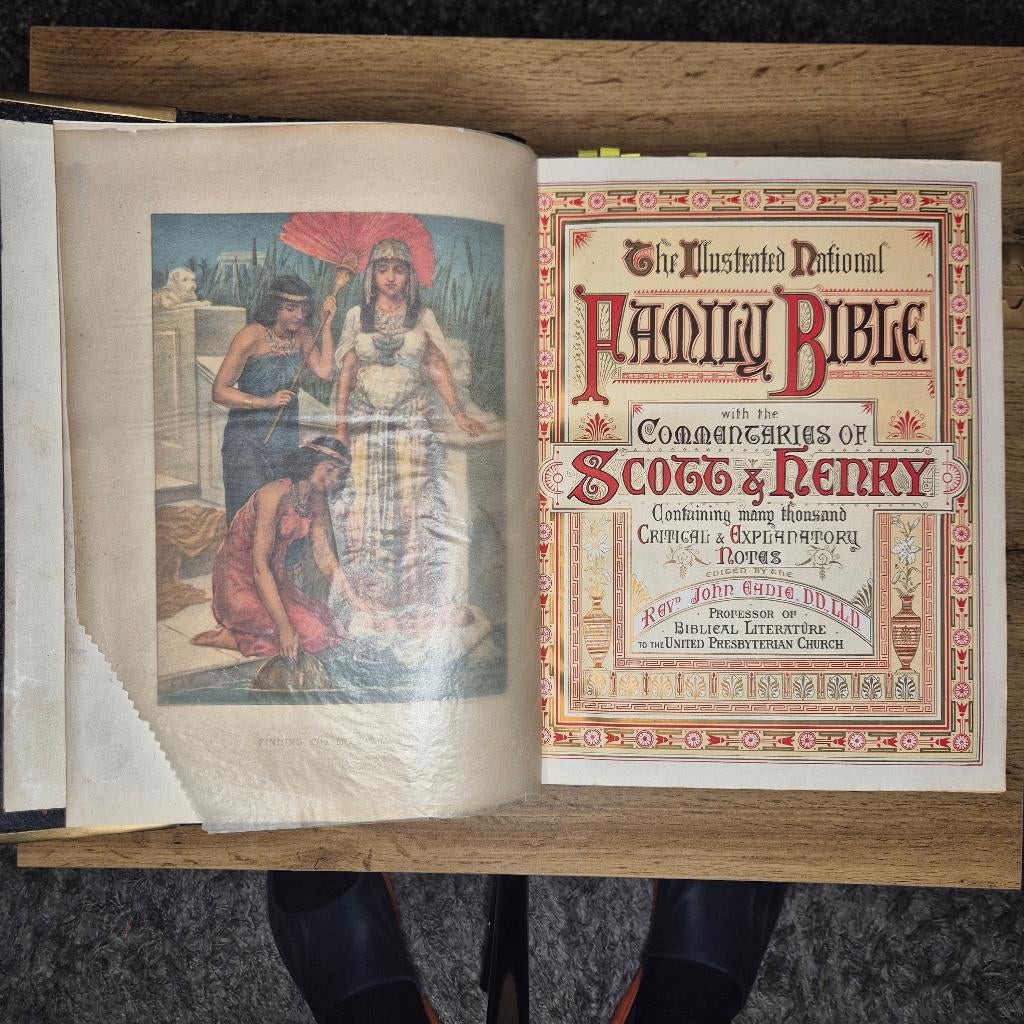 FINDING
The Illustrated National
FAMILY BIBLE
with the
COMMENTARIES OF
SCOTT & HENRY
Containing many thousand
CRITICAL & EXPLANATORY
NOTES
EDITED BY THE
REVD JOHN EADIE, DD, LLD
PROFESSOR OF
BIBLICAL LITERATURE
TO THE UNITED PRESBYTERIAN CHURCH